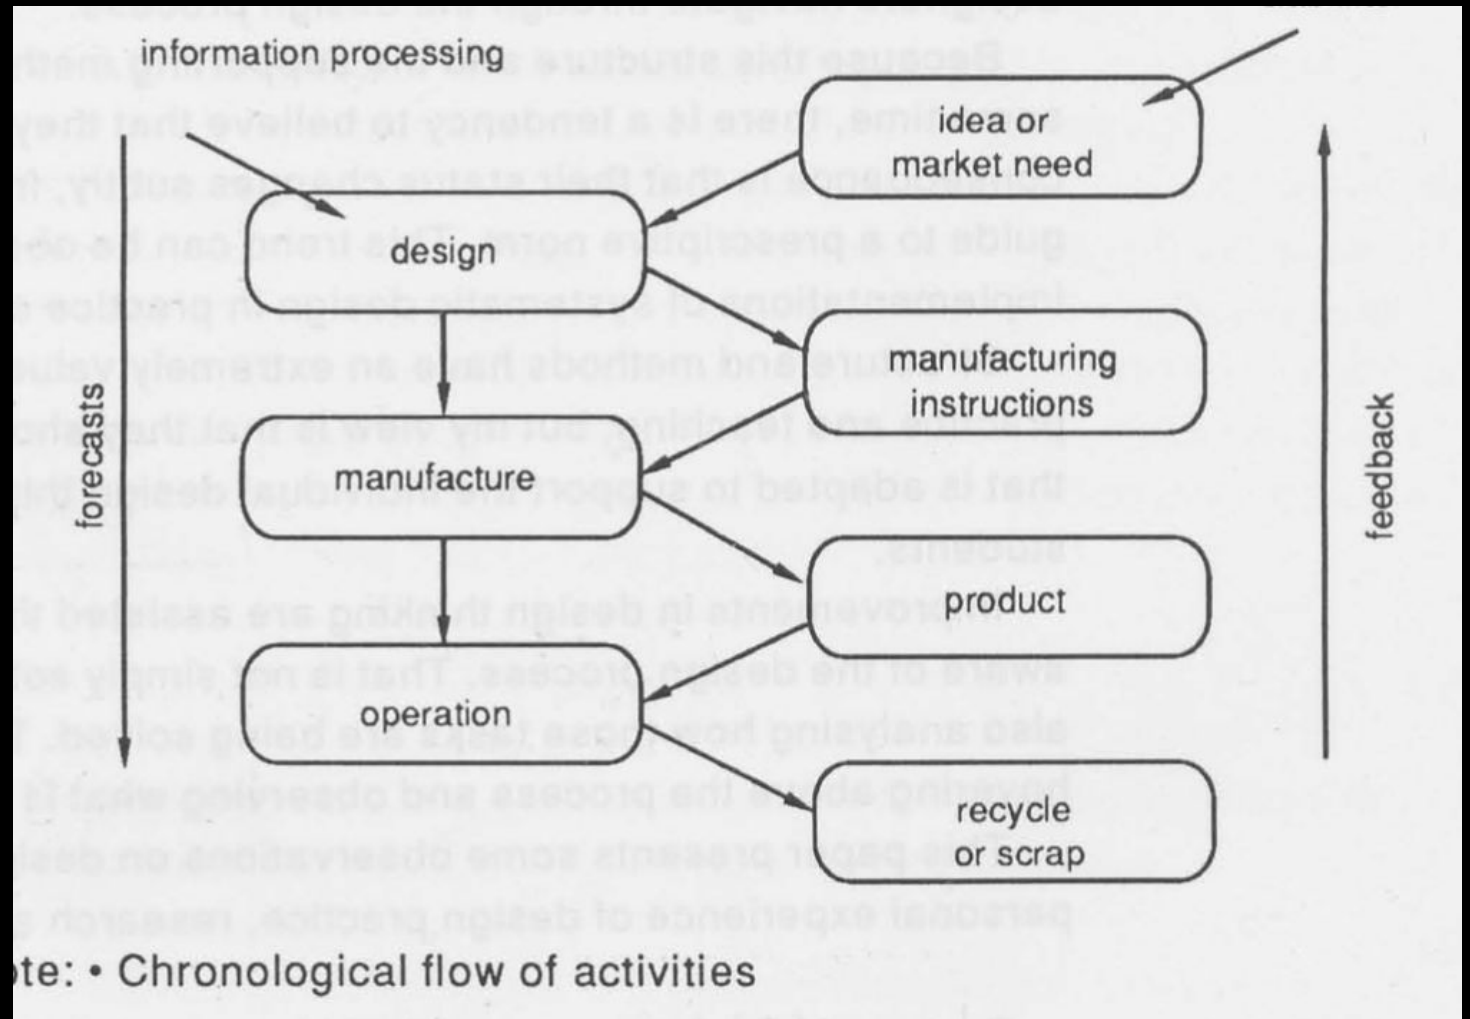 information processing
idea or
market need
design
manufacturing
instructions
forecasts
feedback
manufacture
product
operation
recycle
or scrap
ote: • Chronological flow of activities